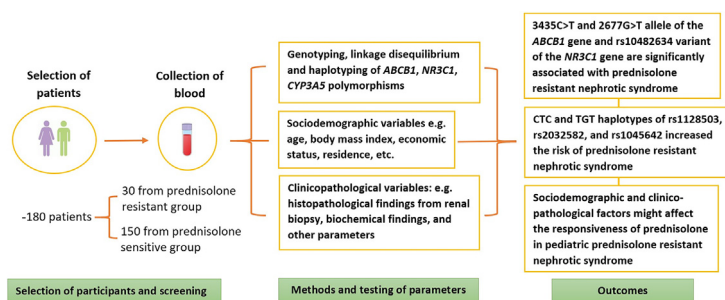 Selection of
patients
Collection of
blood
-180 patients
30 from prednisolone
resistant group
150 from prednisolone
sensitive group
Selection of participants and screening
Genotyping, linkage disequilibrium
and haplotyping of ABCB1, NR3C1,
CYP3A5 polymorphisms
Sociodemographic variables e.g.
age, body mass index, economic
status, residence, etc.
Clinicopathological variables: e.g.
histopathological findings from renal
biopsy, biochemical findings, and
other parameters
Methods and testing of parameters
3435C>T and 2677G>T allele of the
ABCB1 gene and rs10482634 variant
of the NR3C1 gene are significantly
associated with prednisolone
resistant nephrotic syndrome
CTC and TGT haplotypes of rs1128503,
rs2032582, and rs1045642 increased
the risk of prednisolone resistant
nephrotic syndrome
Sociodemographic and clinico-
pathological factors might affect
the responsiveness of prednisolone
in pediatric prednisolone resistant
nephrotic syndrome
Outcomes